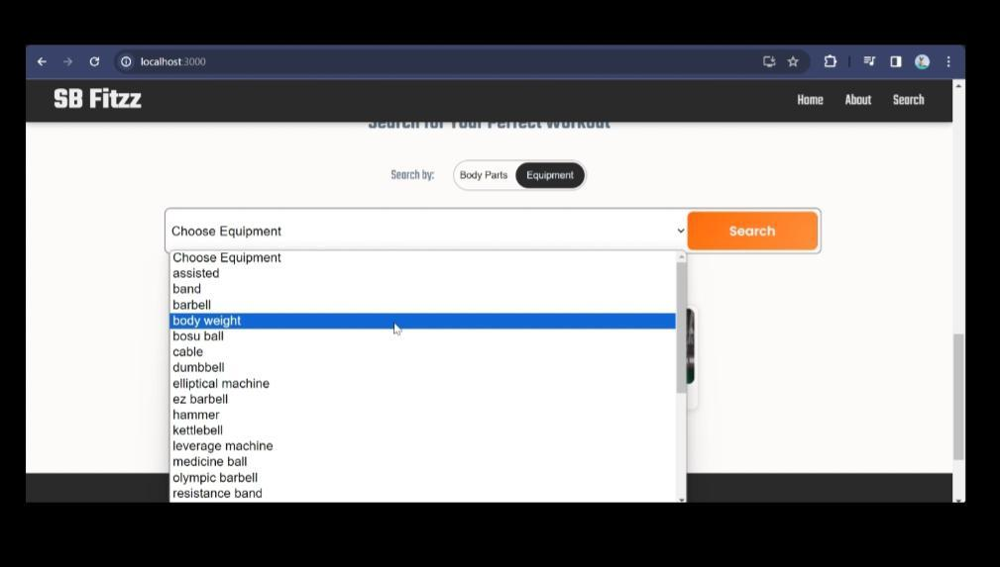 localhost:3000
SB Fitzz
Home About Search
Search for Your Perfect Workout
Search by: Body Parts Equipment
Choose Equipment
Search
Choose Equipment
assisted
band
barbell
body weight
bosu ball
cable
dumbbell
elliptical machine
ez barbell
hammer
kettlebell
leverage machine
medicine ball
olympic barbell
resistance band